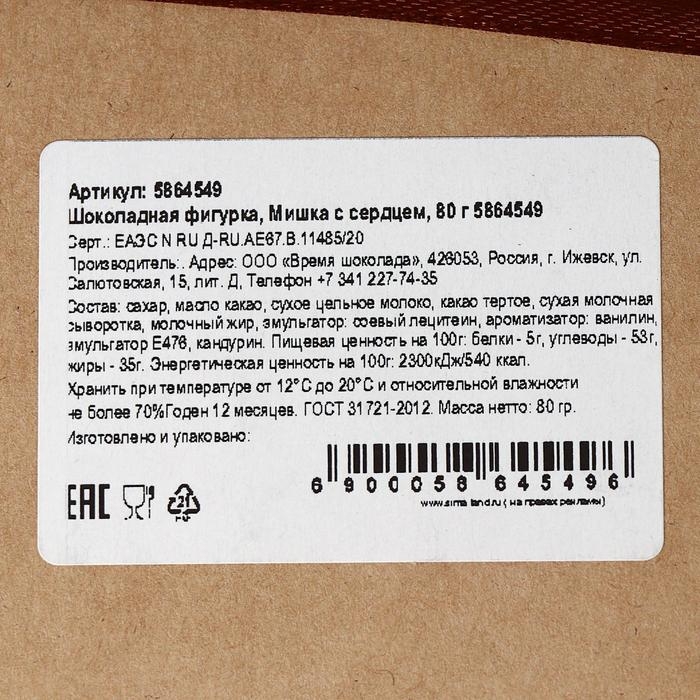 Артикул: 5864549
Шоколадная фигурка, Мишка с сердцем, 80 г 5864549
Серт.: ЕАЭС N RU Д-RU.АЕ67.В.11485/20
Производитель:. Адрес: ООО «Время шоколада», 426053, Россия, г. Ижевск, ул.
Салютовская, 15, лит. Д, Телефон +7 341 227-74-35
Состав: сахар, масло какао, сухое цельное молоко, какао тертое, сухая молочная
сыворотка, молочный жир, эмульгатор: соевый лецитеин, ароматизатор: ванилин,
эмульгатор Е476, кандурин. Пищевая ценность на 100г: белки - 5г, углеводы - 53г,
жиры - 35г. Энергетическая ценность на 100г: 2300кДж/540 ккал.
Хранить при температуре от 12°С до 20°С и относительной влажности
не более 70%Годен 12 месяцев. ГОСТ 31721-2012. Масса нетто: 80 гр.
Изготовлено и упаковано:
6 900058 645496
www.sima-land.ru ( на правах рекламы)
ЕАС
21